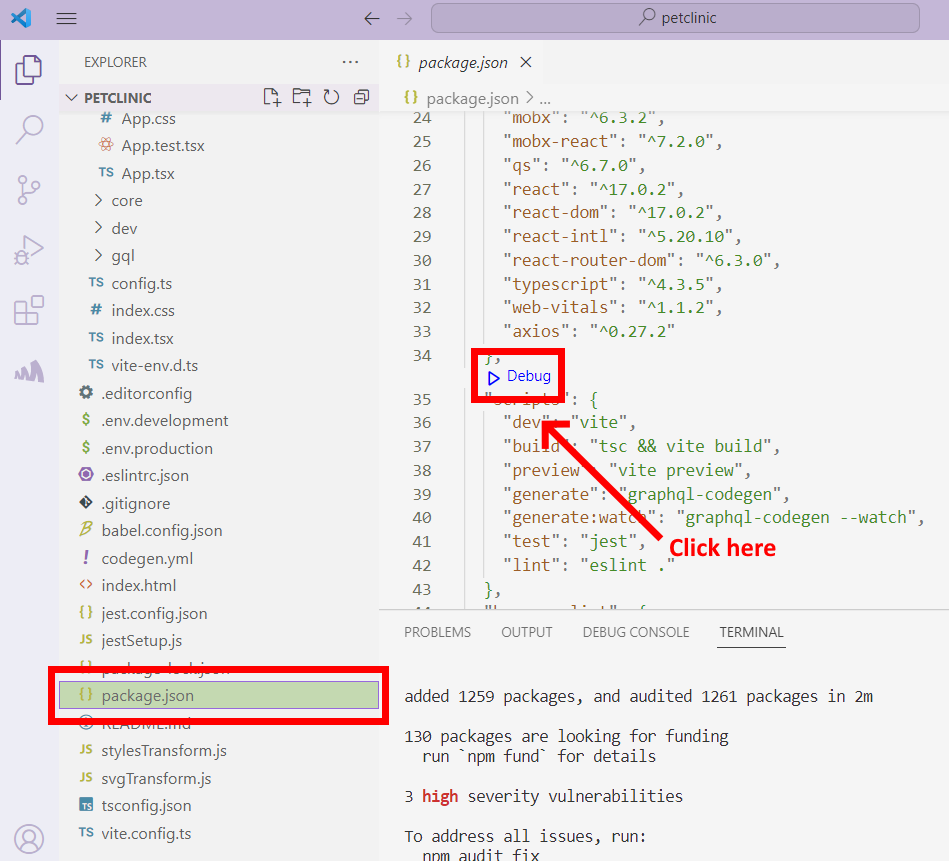 petclinic
EXPLORER
PETCLINIC
App.css
App.test.tsx
TS App.tsx
core
dev
gql
TS config.ts
# index.css
TS index.tsx
TS vite-env.d.ts
.editorconfig
$ .env.development
$ .env.production
.eslintrc.json
.gitignore
babel.config.json
! codegen.yml
<> index.html
{} jest.config.json
JS jestSetup.js
{} package-lock.json
{} package.json
README.md
JS stylesTransform.js
JS svgTransform.js
TS tsconfig.json
TS vite.config.ts
{} package.json ×
{} package.json > ...
24 "mobx": "^6.3.2",
25 "mobx-react": "^7.2.0",
26 "qs": "^6.7.0",
27 "react": "^17.0.2",
28 "react-dom": "^17.0.2",
29 "react-intl": "^5.20.10",
30 "react-router-dom": "^6.3.0",
31 "typescript": "^4.3.5",
32 "web-vitals": "^1.1.2",
33 "axios": "^0.27.2"
34 },
Debug
35 "scripts": {
36 "dev": "vite",
37 "build": "tsc && vite build",
38 "preview": "vite preview",
39 "generate": "graphql-codegen",
40 "generate:watch": "graphql-codegen --watch",
41 "test": "jest",
42 "lint": "eslint ."
43 },
Click here
PROBLEMS OUTPUT DEBUG CONSOLE TERMINAL
added 1259 packages, and audited 1261 packages in 2m
130 packages are looking for funding
run `npm fund` for details
3 high severity vulnerabilities
To address all issues, run:
npm audit fix